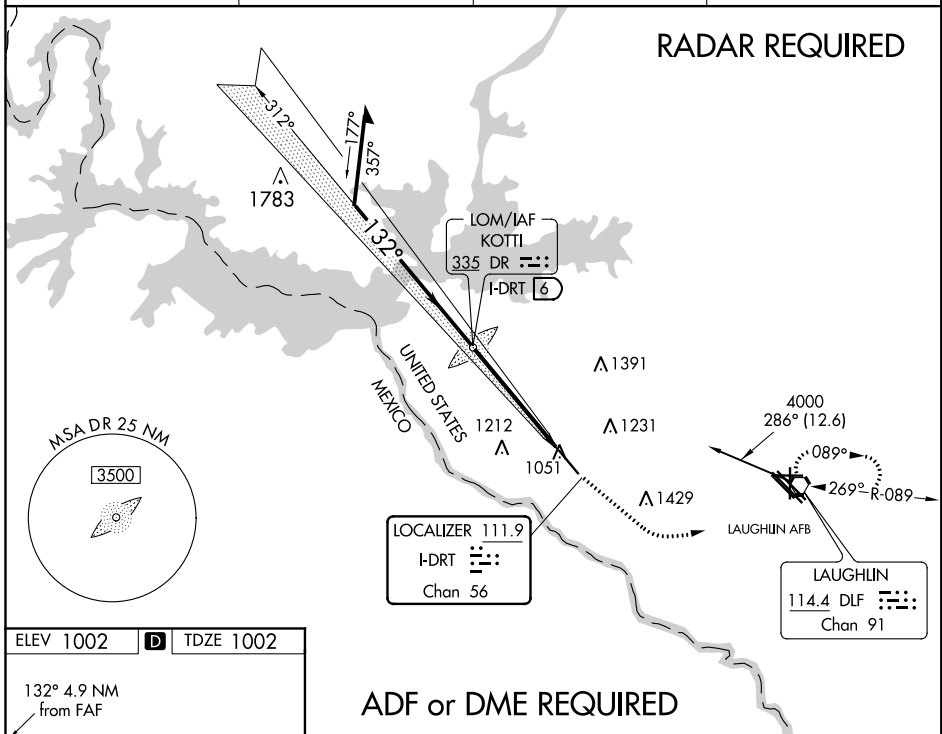 RADAR REQUIRED
312°
177°
357°
1783
132°
LOM/IAF
KOTTI
335 DR
I-DRT 6
UNITED STATES
MEXICO
1391
1212
1231
1051
1429
4000
286° (12.6)
089°
269°
R-089
LAUGHLIN AFB
MSA DR 25 NM
3500
LOCALIZER 111.9
I-DRT
Chan 56
LAUGHLIN
114.4 DLF
Chan 91
ELEV 1002 D TDZE 1002
132° 4.9 NM
from FAF
ADF or DME REQUIRED